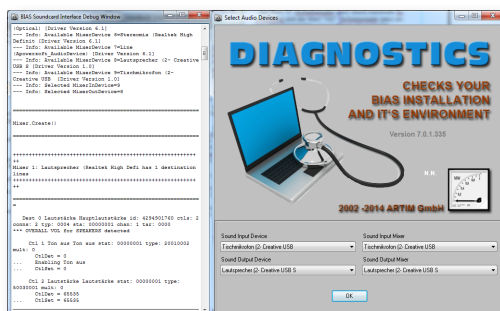 BIAS Soundcard Interface Debug Window
(Optical) [Driver Version 6.1]
--- Info: Available MixerDevice 6=Stereomix (Realtek High
Definit [Driver Version 6.1]
--- Info: Available MixerDevice 7=Line
[Driver Version 8.1]
--- Info: Available MixerDevice 8=Lautsprecher (2- Creative
USB S [Driver Version 1.0]
--- Info: Available MixerDevice 9=Tischmikrofon (2-
Creative USB [Driver Version 1.0]
--- Info: Selected MixerInDevice=9
--- Info: Selected MixerOutDevice=8
Mixer.Create()
++
Mixer 1: Lautsprecher (Realtek High Defi has 1 destination
lines
++
=
Dest 0 Lautstärke Hauptlautstärke id: 4294901760 ctls: 2
conns: 2 typ: 0004 sta: 00000001 chan: 1 tar: 0000
*** OVERALL VOL for SPEAKERS detected
Ctl 1 Ton aus Ton aus stat: 00000001 type: 20010002
mult: 0
CtlDet = 0
... Enabling Ton aus
... CtlSet = 0
Ctl 2 Lautstärke Lautstärke stat: 00000001 type:
50030001 mult: 0
CtlDet = 65535
... CtlSet = 65535
Select Audio Devices
DIAGNOSTICS
CHECKS YOUR
BIAS INSTALLATION
AND IT'S ENVIRONMENT
Version 7.0.1.335
N.N.
2002 -2014 ARTIM GmbH
Sound Input Device
Tischmikrofon (2- Creative USB
Sound Input Mixer
Tischmikrofon (2- Creative USB
Sound Output Device
Lautsprecher (2- Creative USB S
Sound Output Mixer
Lautsprecher (2- Creative USB S
OK